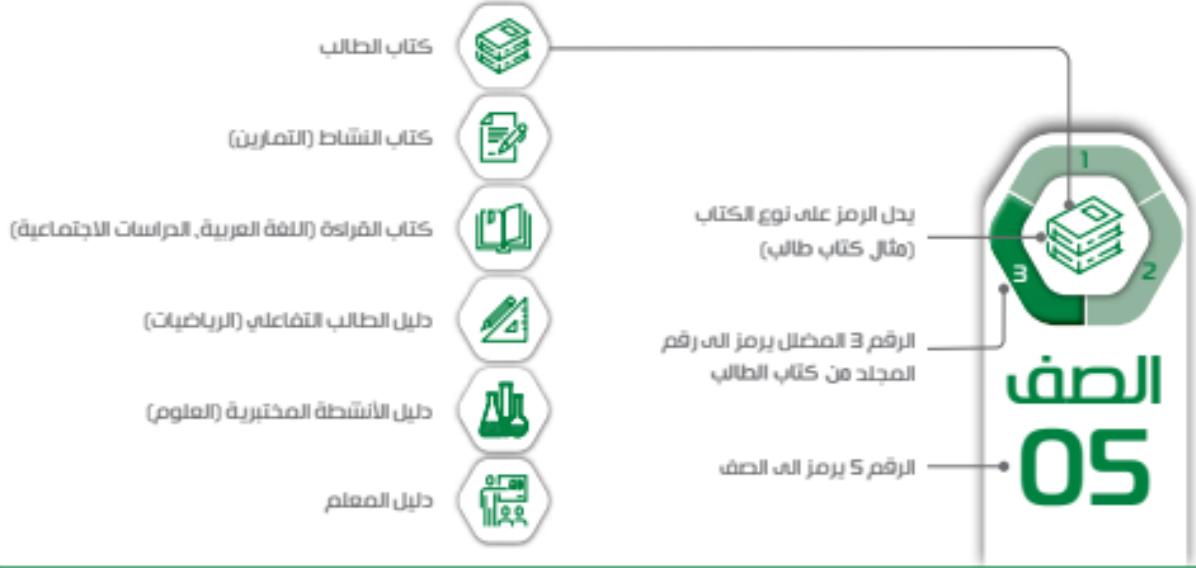 1
2
3
الصف
05
يدل الرمز على نوع الكتاب
(مثال كتاب طالب)
الرقم 3 المضلل يرمز الى رقم
المجلد من كتاب الطالب
الرقم 5 يرمز الى الصف
كتاب الطالب
كتاب النشاط (التمارين)
كتاب القراءة (اللغة العربية، الدراسات الاجتماعية)
دليل الطالب التفاعلي (الرياضيات)
دليل الأنشطة المختبرية (العلوم)
دليل المعلم